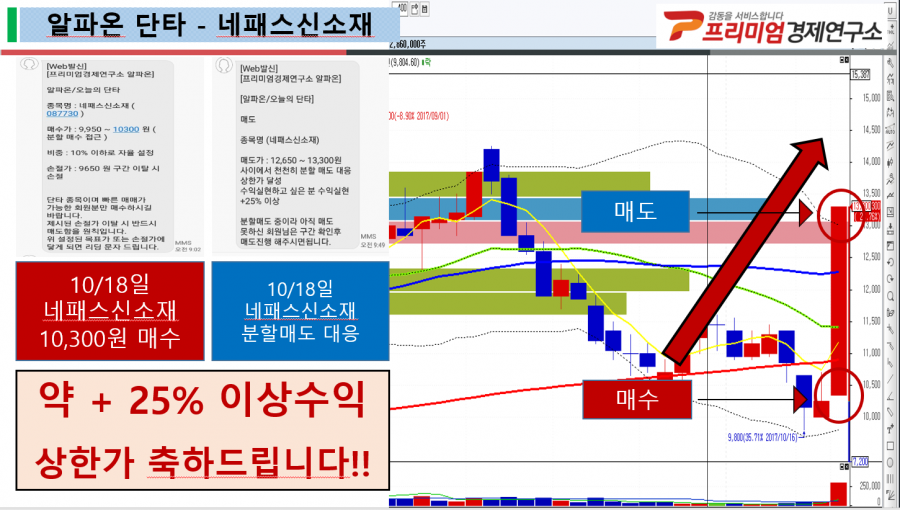 알파온 단타 - 네패스신소재
감동을 서비스합니다
프리미엄경제연구소
[Web발신]
[프리미엄경제연구소 알파온]
알파온/오늘의 단타
종목명 : 네패스신소재 (
087730 )
매수가 : 9,950 ~ 10300 원 (
분할 매수 접근 )
비중 : 10% 이하로 자율 설정
손절가 : 9650 원 구간 이탈 시
손절
단타 종목이며 빠른 매매가
가능한 회원분만 매수하시길
바랍니다.
제시된 손절가 이탈 시 반드시
매도함을 원칙입니다.
위 설정된 목표가 또는 손절가에
닿게 되면 리딩 문자 드립니다.
MMS
오전 9:02
[Web발신]
[프리미엄경제연구소 알파온]
[알파온/오늘의 단타]
매도
종목명 (네패스신소재)
매도가 : 12,650 ~ 13,300원
사이에서 천천히 분할 매도 대응
상한가 달성
수익실현하고 싶은 분 수익실현
+25% 이상
분할매도 중이라 아직 매도
못하신 회원님은 구간 확인후
매도진행 해주시면됩니다.
MMS
오전 9:49
10/18일
네패스신소재
10,300원 매수
10/18일
네패스신소재
분할매도 대응
약 + 25% 이상수익
상한가 축하드립니다!!
(9,804.60)
(-8.90% 2017/09/01)
매도
매수
9,800(35.71% 2017/10/16)
15,387
15,000
14,500
14,000
13,500
12,500
12,000
11,500
11,000
10,500
10,000
7,200
250,000
0